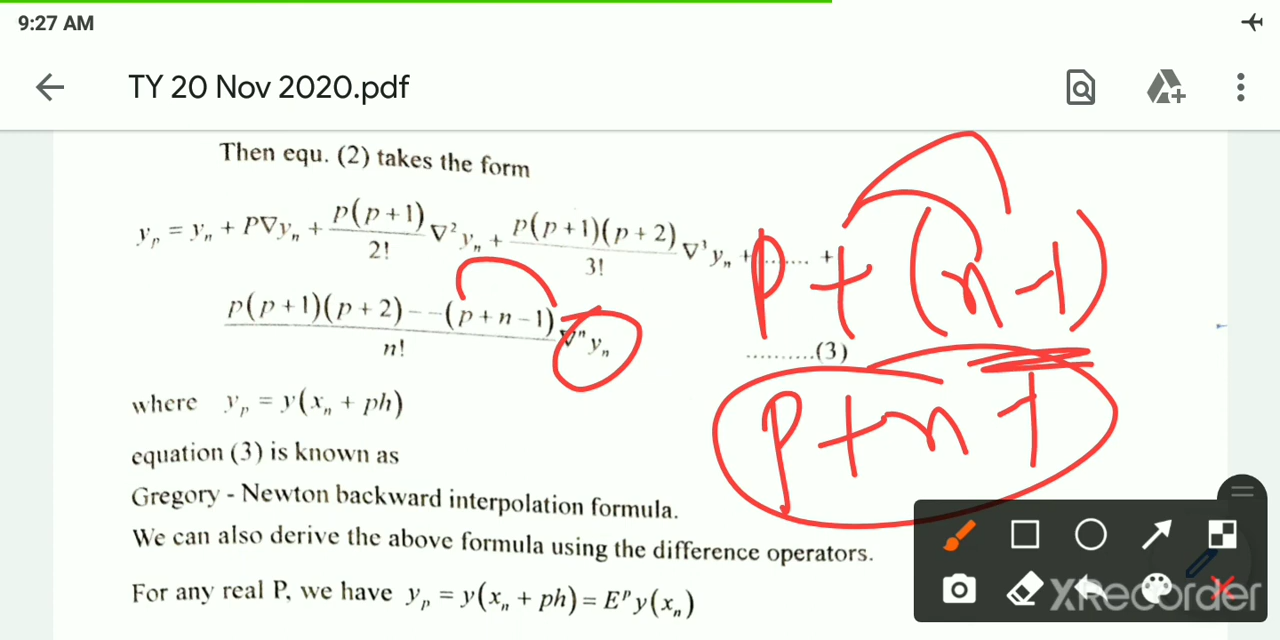 9:27 AM
TY 20 Nov 2020.pdf
Then equ. (2) takes the form
y_p = y_n + P∇y_n + p(p+1)/2! ∇²y_n + p(p+1)(p+2)/3! ∇³y_n + ........ +
p(p+1)(p+2)- -(p+n-1)/n! ∇ⁿy_n ..........(3)
p + (n-1)
p+n-1
where y_p = y(x_n + ph)
equation (3) is known as
Gregory - Newton backward interpolation formula.
We can also derive the above formula using the difference operators.
For any real P, we have y_p = y(x_n + ph) = E^p y(x_n)
XRecorder